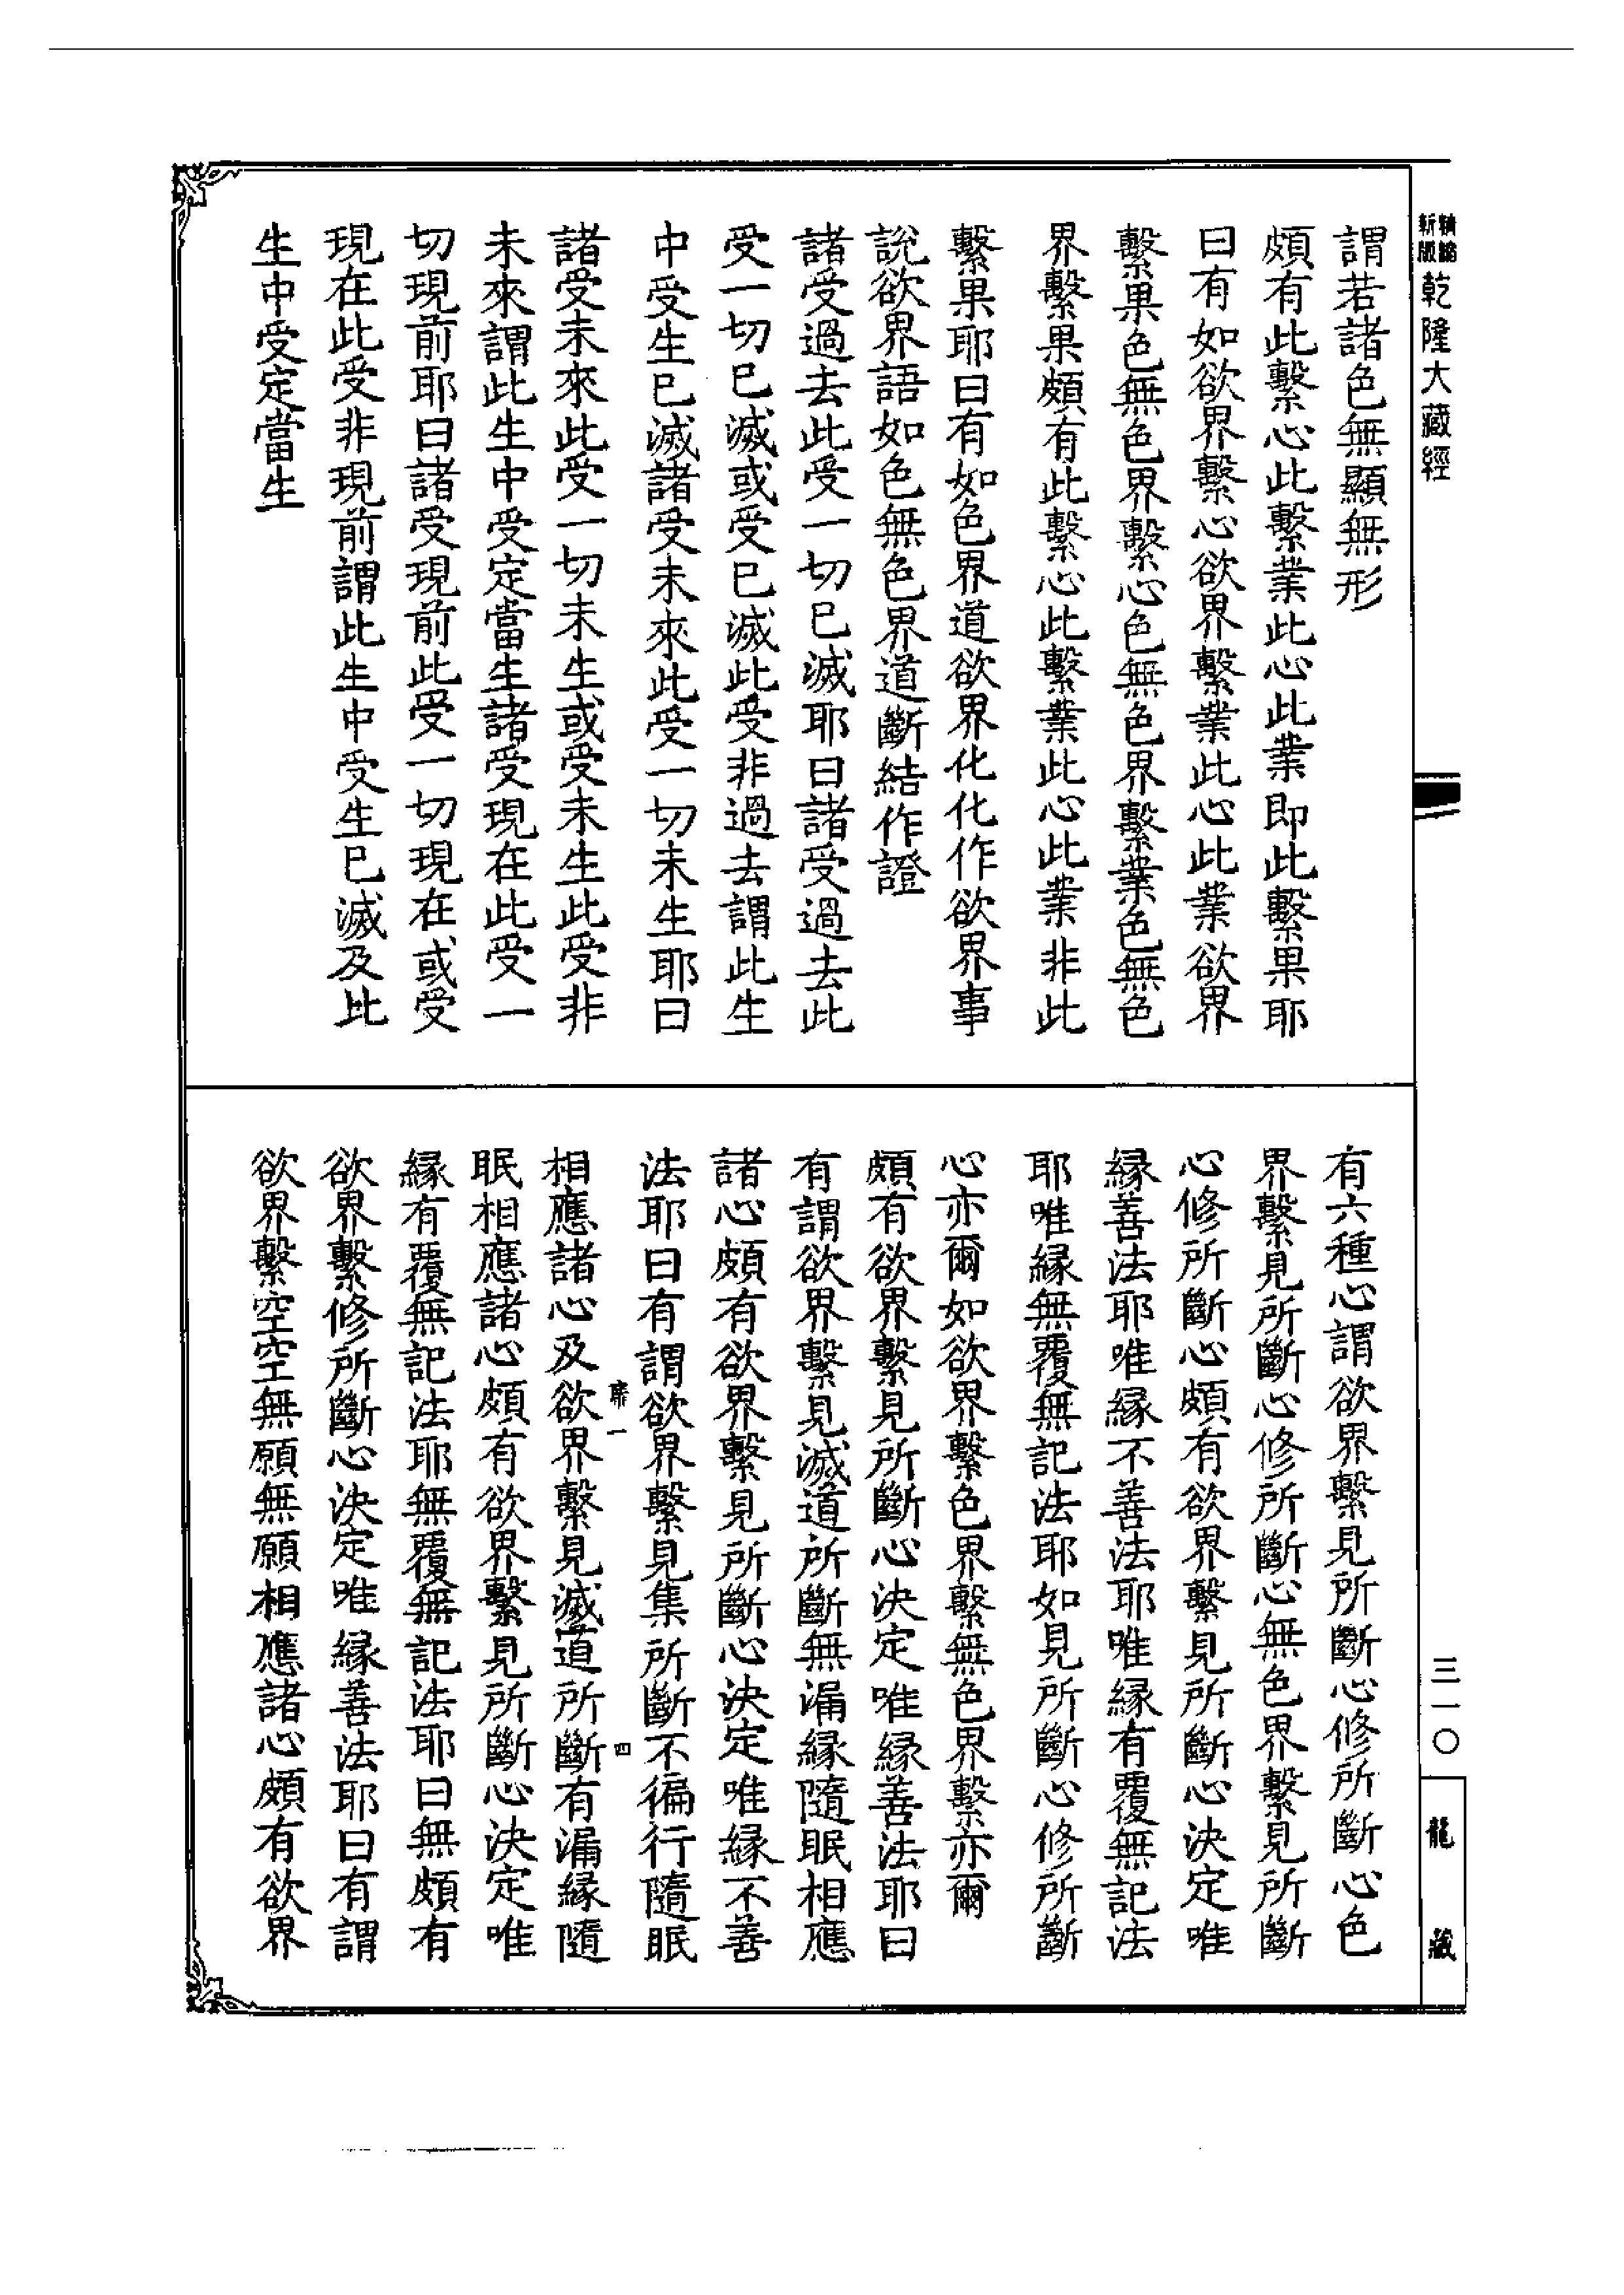 新版精縮乾隆大藏經
三一〇
龍藏
謂若諸色無顯無形
頗有此繫心此繫業此心此業即此繫果耶
曰有如欲界繫心欲界繫業此心此業欲界
繫果色無色界繫心色無色界繫業色無色
界繫果頗有此繫心此繫業此心此業非此
繫果耶曰有如色界道欲界化化作欲界事
說欲界語如色無色界道斷結作證
諸受過去此受一切巳滅耶曰諸受過去此
受一切巳滅或受巳滅此受非過去謂此生
中受生巳滅諸受未來此受一切未生耶曰
諸受未來此受一切未生或受未生此受非
未來謂此生中受定當生諸受現在此受一
切現前耶曰諸受現前此受一切現在或受
現在此受非現前謂此生中受生巳滅及此
生中受定當生
有六種心謂欲界繫見所斷心修所斷心色
界繫見所斷心修所斷心無色界繫見所斷
心修所斷心頗有欲界繫見所斷心決定唯
緣善法耶唯緣不善法耶唯緣有覆無記法
耶唯緣無覆無記法耶如見所斷心修所斷
心亦爾如欲界繫色界繫無色界繫亦爾
頗有欲界繫見所斷心決定唯緣善法耶曰
有謂欲界繫見滅道所斷無漏緣隨眠相應
諸心頗有欲界繫見所斷心決定唯緣不善
法耶曰有謂欲界繫見集所斷不徧行隨眠
靡一
四
相應諸心及欲界繫見滅道所斷有漏緣隨
眠相應諸心頗有欲界繫見所斷心決定唯
緣有覆無記法耶無覆無記法耶曰無頗有
欲界繫修所斷心決定唯緣善法耶曰有謂
欲界繫空空無願無願相應諸心頗有欲界